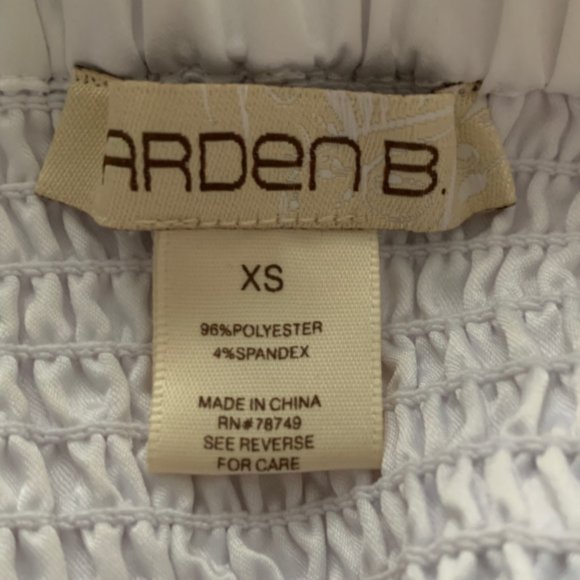 ARDen B.
XS
96%POLYESTER
4%SPANDEX
MADE IN CHINA
RN#78749
SEE REVERSE
FOR CARE